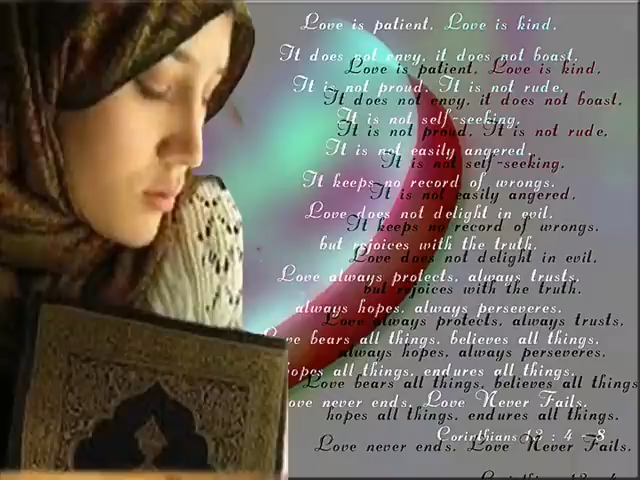 Love is patient, Love is kind.
It does not envy, it does not boast.
It is not proud. It is not rude.
It is not self-seeking.
It is not easily angered.
It keeps no record of wrongs.
Love does not delight in evil.
but rejoices with the truth.
Love always protects, always trusts,
always hopes, always perseveres.
Love bears all things, believes all things.
hopes all things, endures all things.
Love never ends. Love Never Fails.
Corinthians 13 : 4 - 8
Love is patient, Love is kind.
It does not envy, it does not boast.
It is not proud. It is not rude.
It is not self-seeking.
It is not easily angered.
It keeps no record of wrongs.
Love does not delight in evil.
but rejoices with the truth.
Love always protects, always trusts,
always hopes, always perseveres.
Love bears all things, believes all things
hopes all things. endures all things.
Love never ends. Love Never Fails.